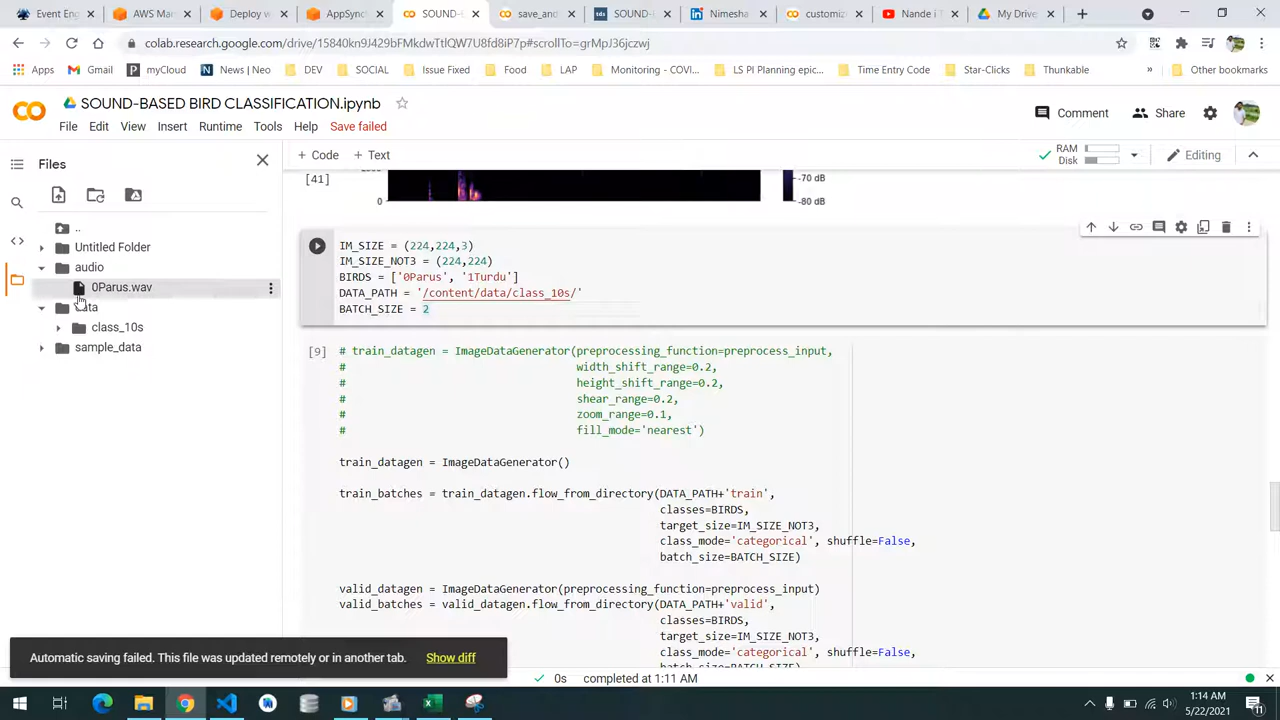 Event Eng
AWS Mar
Deploy w
AppSync
SOUND-
save_and
SOUND-L
Nimesha
customiz
Nande i T
My Drive
colab.research.google.com/drive/15840kn9J429bFMkdwTtlQW7U8fd8iP7p#scrollTo=grMpJ36jczwj
Apps
Gmail
myCloud
News | Neo
DEV
SOCIAL
Issue Fixed
Food
LAP
Monitoring - COVI...
LS PI Planning epic...
Time Entry Code
Star-Clicks
Thunkable
»
Other bookmarks
SOUND-BASED BIRD CLASSIFICATION.ipynb
Comment
Share
File Edit View Insert Runtime Tools Help Save failed
Files
+ Code + Text
RAM
Disk
Editing
..
Untitled Folder
audio
0Parus.wav
data
class_10s
sample_data
[41]
0
-70 dB
-80 dB
IM_SIZE = (224,224,3)
IM_SIZE_NOT3 = (224,224)
BIRDS = ['0Parus', '1Turdu']
DATA_PATH = '/content/data/class_10s/'
BATCH_SIZE = 2
[9] # train_datagen = ImageDataGenerator(preprocessing_function=preprocess_input,
# width_shift_range=0.2,
# height_shift_range=0.2,
# shear_range=0.2,
# zoom_range=0.1,
# fill_mode='nearest')
train_datagen = ImageDataGenerator()
train_batches = train_datagen.flow_from_directory(DATA_PATH+'train',
classes=BIRDS,
target_size=IM_SIZE_NOT3,
class_mode='categorical', shuffle=False,
batch_size=BATCH_SIZE)
valid_datagen = ImageDataGenerator(preprocessing_function=preprocess_input)
valid_batches = valid_datagen.flow_from_directory(DATA_PATH+'valid',
classes=BIRDS,
target_size=IM_SIZE_NOT3,
class_mode='categorical', shuffle=False,
batch_size=BATCH_SIZE)
Automatic saving failed. This file was updated remotely or in another tab. Show diff
0s completed at 1:11 AM
1:14 AM
5/22/2021